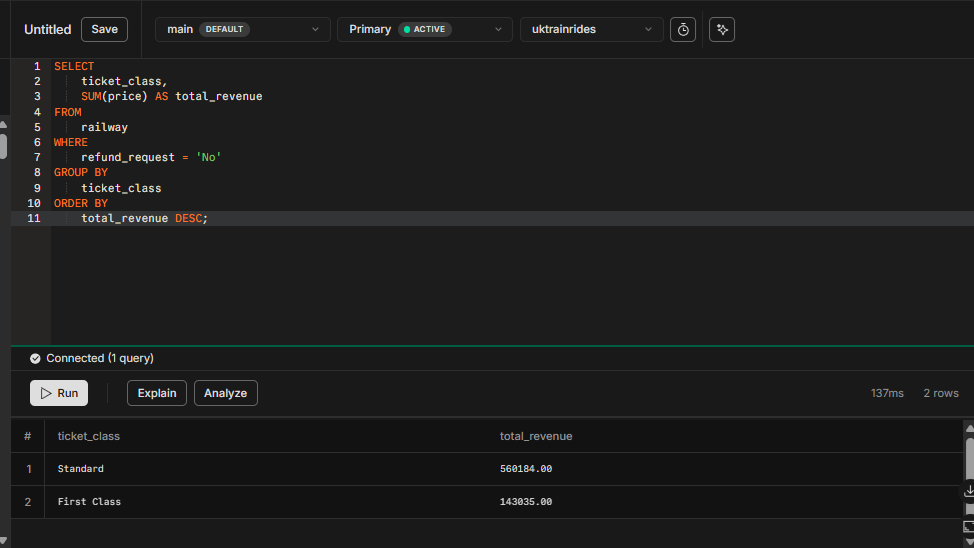 Untitled Save main DEFAULT Primary ACTIVE uktrainrides
1 SELECT
2 ticket_class,
3 SUM(price) AS total_revenue
4 FROM
5 railway
6 WHERE
7 refund_request = 'No'
8 GROUP BY
9 ticket_class
10 ORDER BY
11 total_revenue DESC;
Connected (1 query)
Run Explain Analyze 137ms 2 rows
# ticket_class total_revenue
1 Standard 560184.00
2 First Class 143035.00